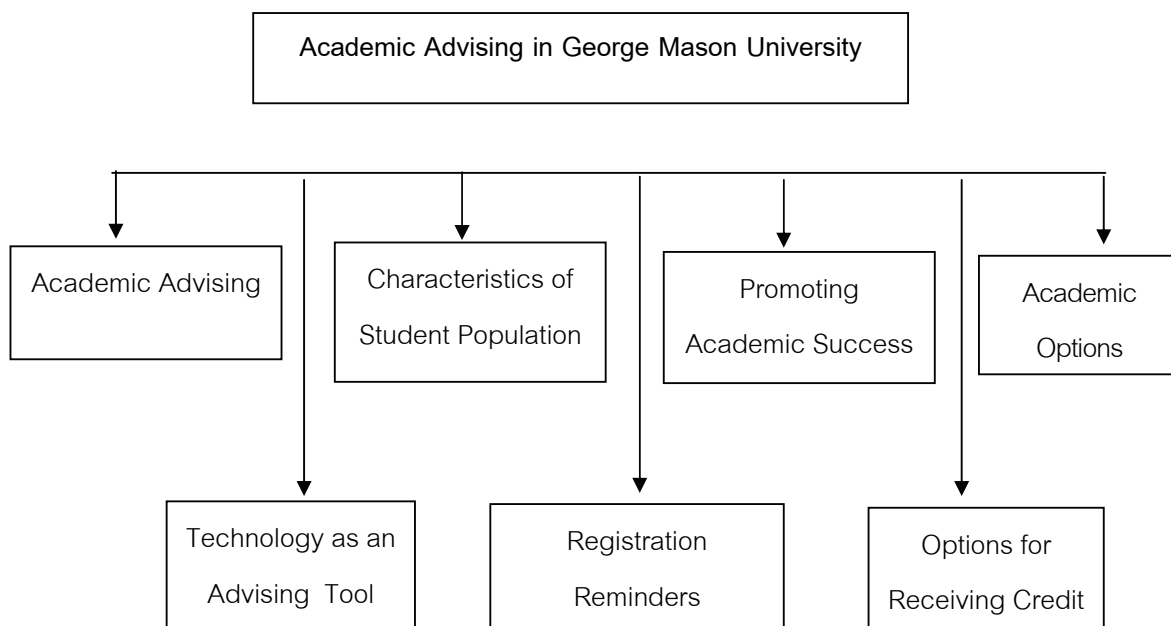 Academic Advising in George Mason University
Academic Advising
Characteristics of
Student Population
Promoting
Academic Success
Academic
Options
Technology as an
Advising Tool
Registration
Reminders
Options for
Receiving Credit